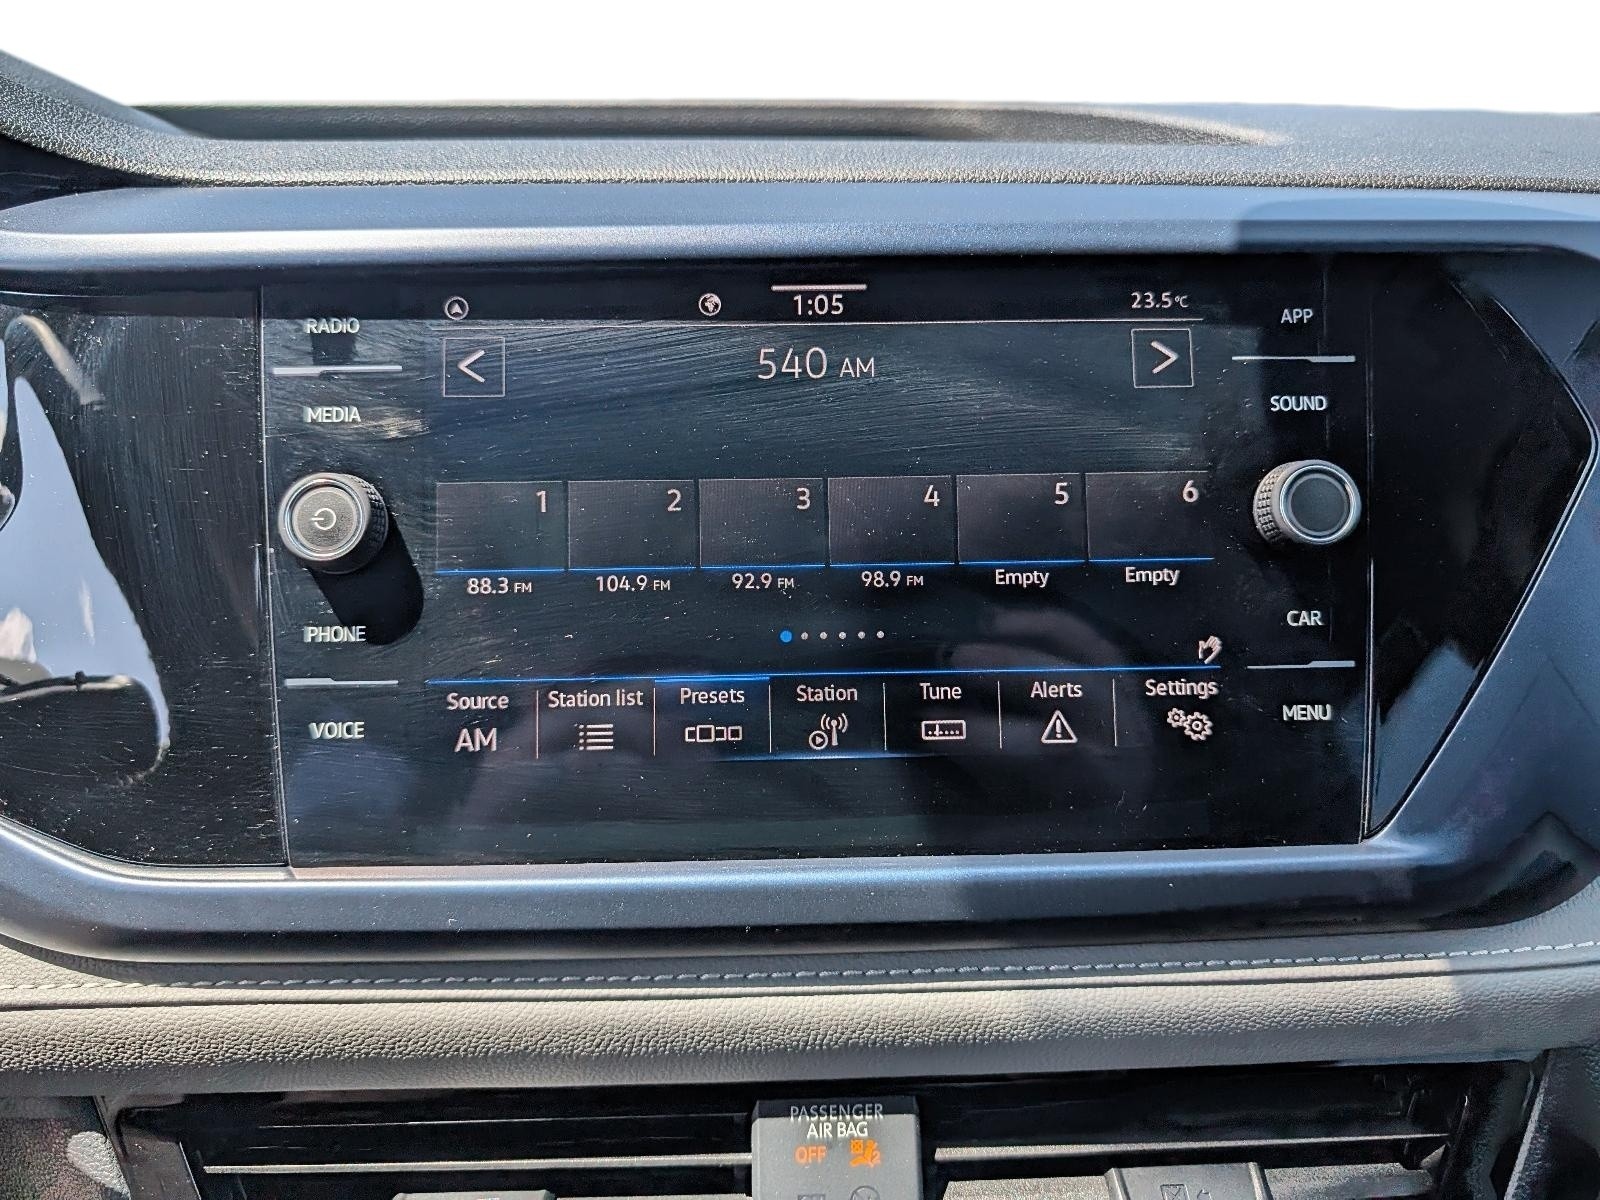 RADIO
1:05
23.5°C
APP
540 AM
MEDIA
SOUND
1 2 3 4 5 6
88.3 FM 104.9 FM 92.9 FM 98.9 FM Empty Empty
PHONE
CAR
Source Station list Presets Station Tune Alerts Settings
AM
VOICE
MENU
PASSENGER
AIR BAG
OFF